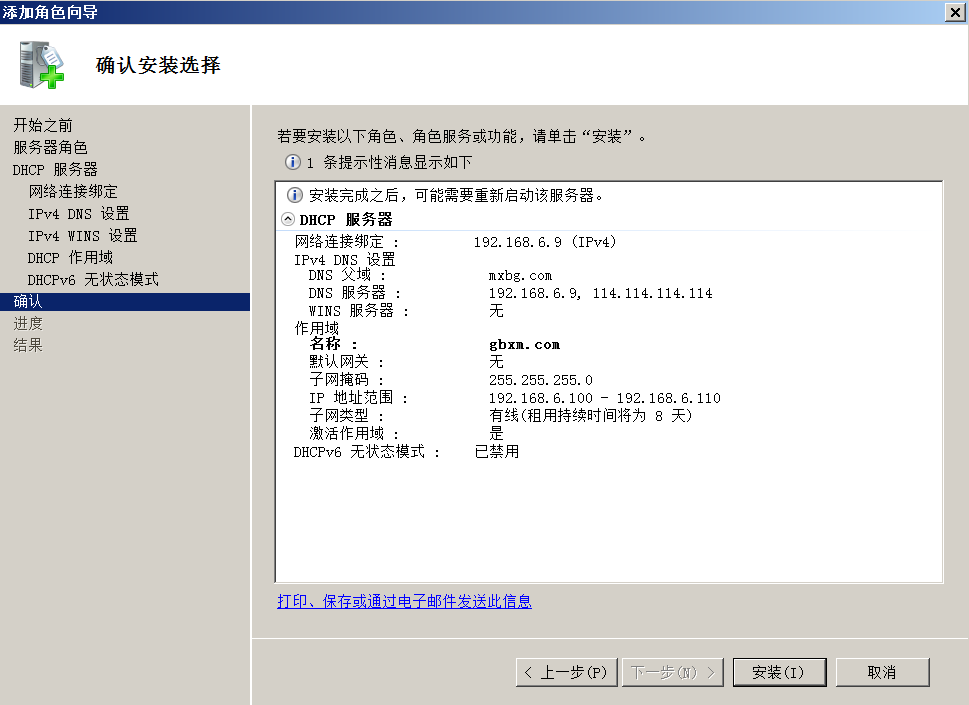 添加角色向导
确认安装选择
开始之前
服务器角色
DHCP 服务器
网络连接绑定
IPv4 DNS 设置
IPv4 WINS 设置
DHCP 作用域
DHCPv6 无状态模式
确认
进度
结果
若要安装以下角色、角色服务或功能，请单击“安装”。
1 条提示性消息显示如下
安装完成之后，可能需要重新启动该服务器。
DHCP 服务器
网络连接绑定 : 192.168.6.9 (IPv4)
IPv4 DNS 设置
DNS 父域 : mxbg.com
DNS 服务器 : 192.168.6.9, 114.114.114.114
WINS 服务器 : 无
作用域
名称 : gbxm.com
默认网关 : 无
子网掩码 : 255.255.255.0
IP 地址范围 : 192.168.6.100 - 192.168.6.110
子网类型 : 有线(租用持续时间将为 8 天)
激活作用域 : 是
DHCPv6 无状态模式 : 已禁用
打印、保存或通过电子邮件发送此信息
< 上一步(P) 下一步(N) > 安装(I) 取消